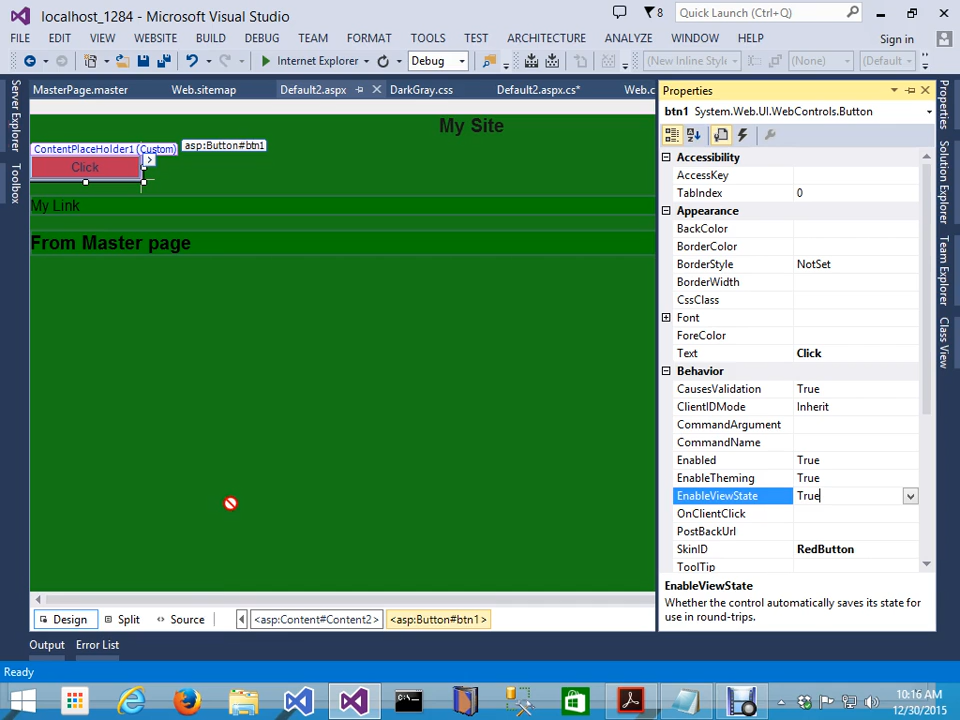 localhost_1284 - Microsoft Visual Studio
8
Quick Launch (Ctrl+Q)
FILE EDIT VIEW WEBSITE BUILD DEBUG TEAM FORMAT TOOLS TEST ARCHITECTURE ANALYZE WINDOW HELP Sign in
Internet Explorer Debug (New Inline Style (None) (Default
MasterPage.master Web.sitemap Default2.aspx DarkGray.css Default2.aspx.cs* Web.c
Server Explorer
Toolbox
My Site
ContentPlaceHolder1 (Custom)
asp:Button#btn1
Click
My Link
From Master page
Properties
btn1 System.Web.UI.WebControls.Button
Accessibility
AccessKey
TabIndex 0
Appearance
BackColor
BorderColor
BorderStyle NotSet
BorderWidth
CssClass
Font
ForeColor
Text Click
Behavior
CausesValidation True
ClientIDMode Inherit
CommandArgument
CommandName
Enabled True
EnableTheming True
EnableViewState True
OnClientClick
PostBackUrl
SkinID RedButton
ToolTip
EnableViewState
Whether the control automatically saves its state for
use in round-trips.
Properties
Solution Explorer
Team Explorer
Class View
Design Split Source <asp:Content#Content2> <asp:Button#btn1>
Output Error List
Ready
10:16 AM
12/30/2015